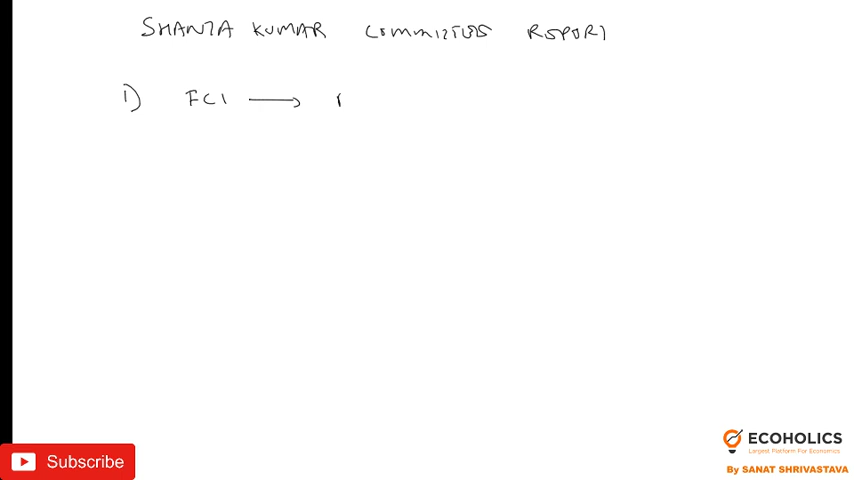 SHANTA KUMAR COMMITTEE REPORT
1) FCI →
Subscribe
ECOHOLICS
Largest Platform For Economics
By SANAT SHRIVASTAVA